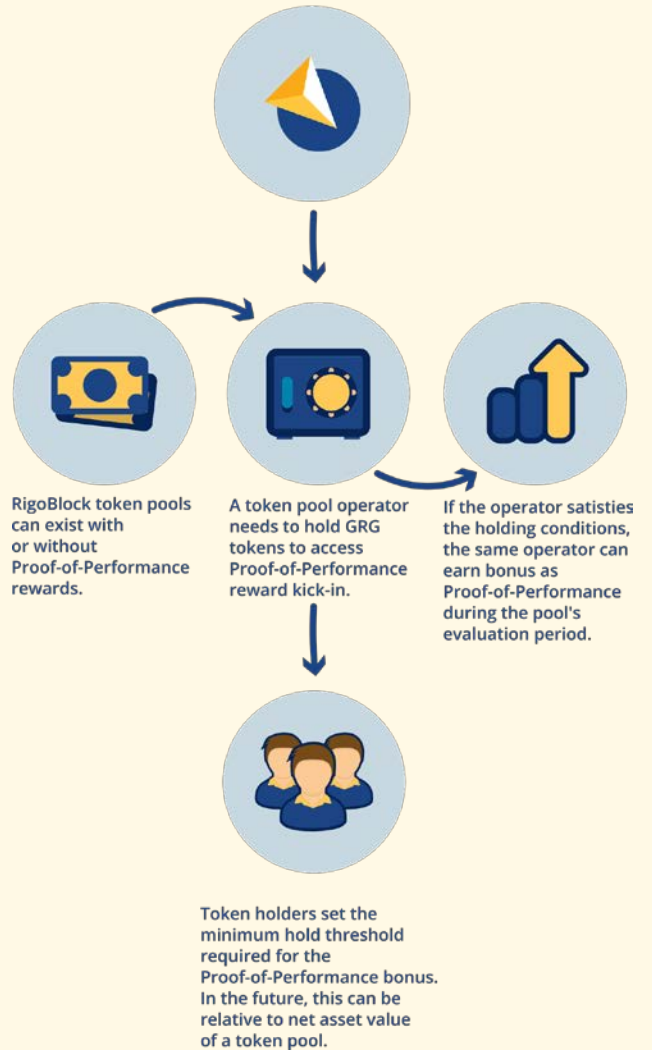 RigoBlock token pools
can exist with
or without
Proof-of-Performance
rewards.
A token pool operator
needs to hold GRG
tokens to access
Proof-of-Performance
reward kick-in.
If the operator satisties
the holding conditions,
the same operator can
earn bonus as
Proof-of-Performance
during the pool's
evaluation period.
Token holders set the
minimum hold threshold
required for the
Proof-of-Performance bonus.
In the future, this can be
relative to net asset value
of a token pool.